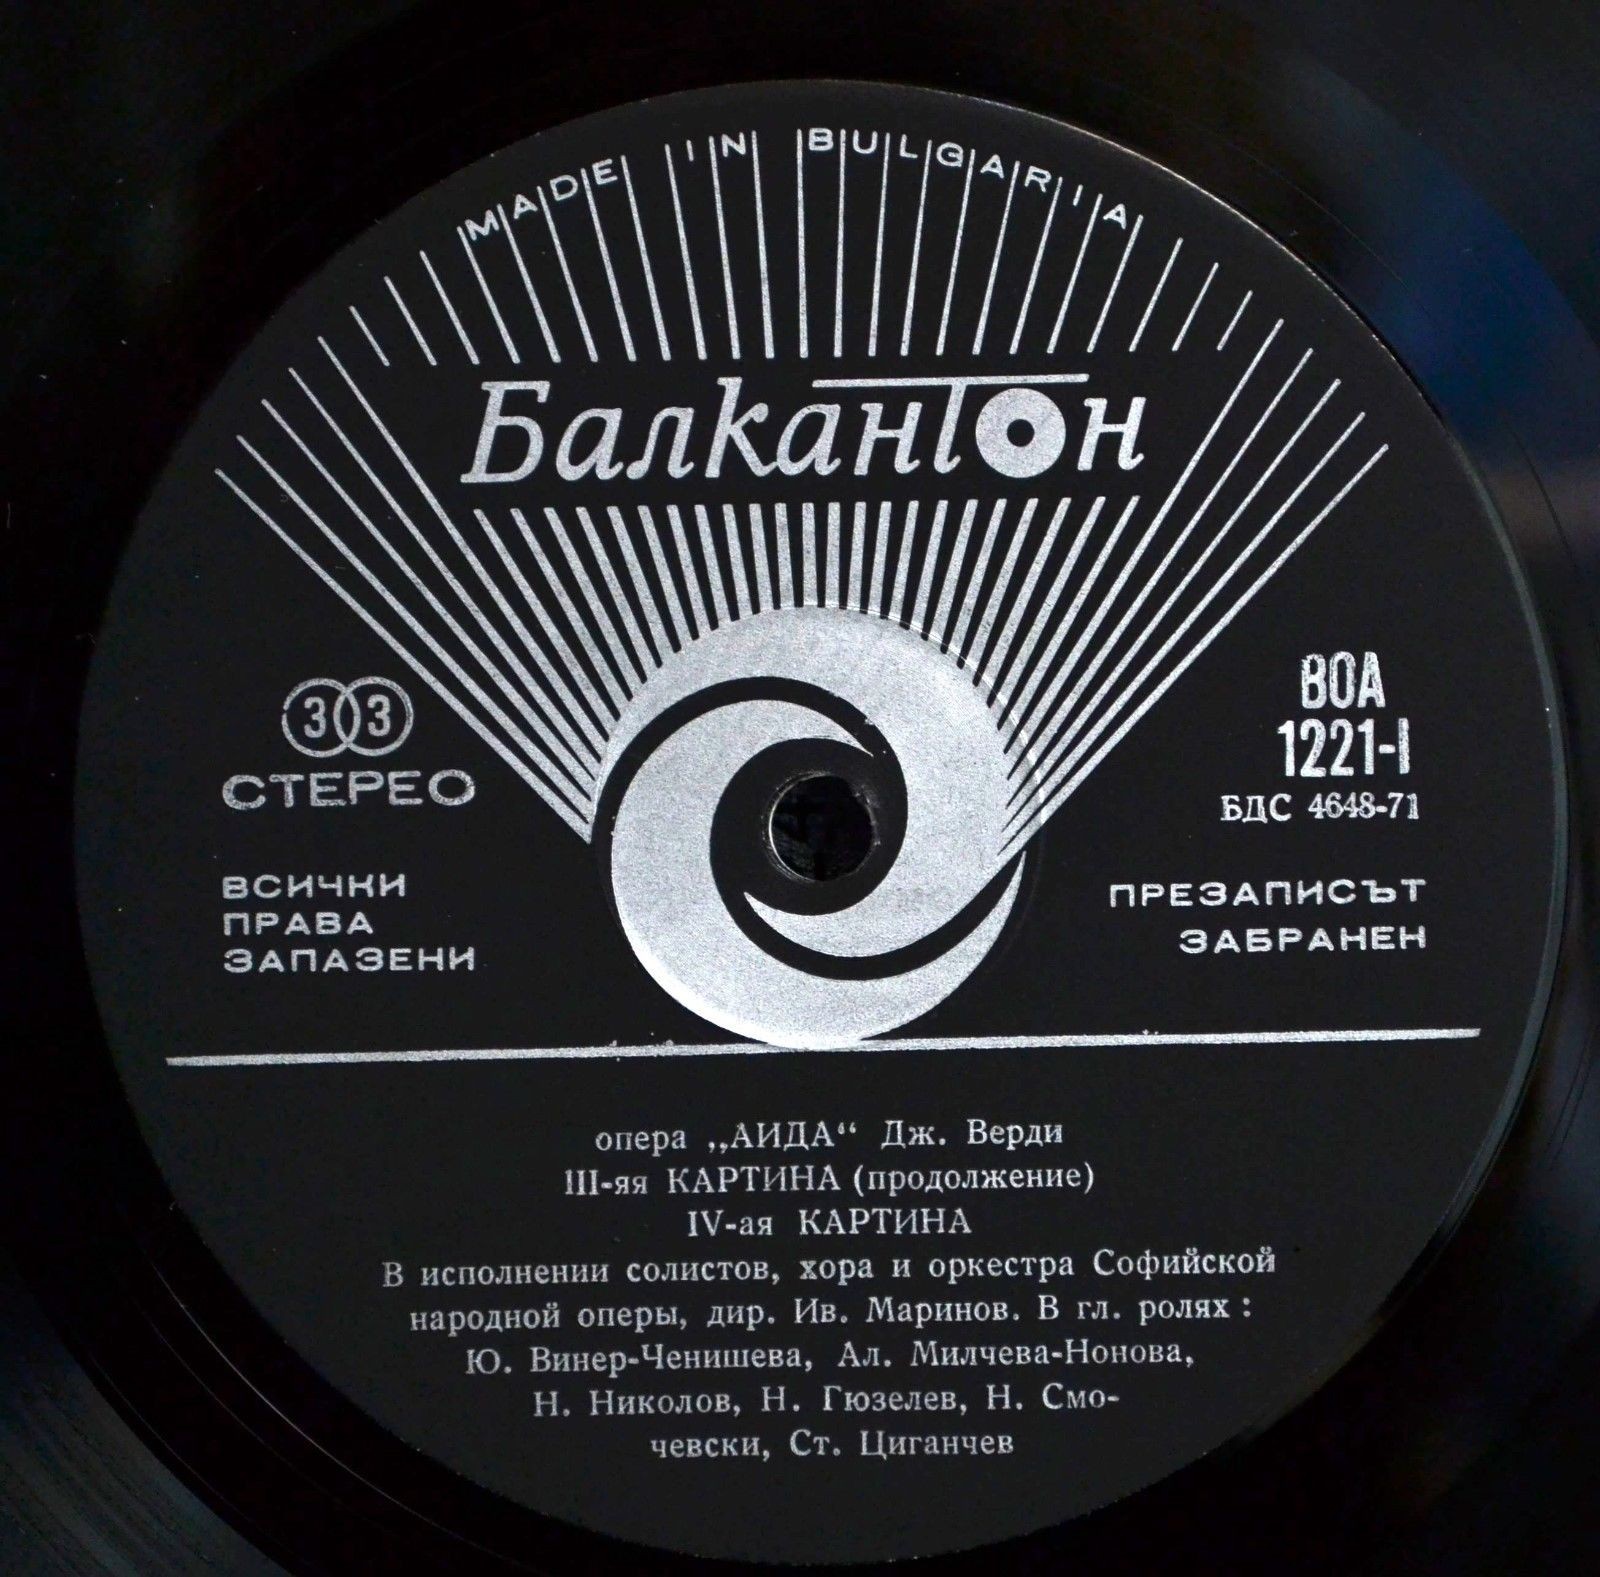 MADE IN BULGARIA
Балкантон
33
СТЕРЕО
ВСИЧКИ
ПРАВА
ЗАПАЗЕНИ
ВОА
1221-I
БДС 4648-71
ПРЕЗАПИСЪТ
ЗАБРАНЕН
опера „АИДА“ Дж. Верди
III-яя КАРТИНА (продолжение)
IV-ая КАРТИНА
В исполнении солистов, хора и оркестра Софийской
народной оперы, дир. Ив. Маринов. В гл. ролях :
Ю. Винер-Ченишева, Ал. Милчева-Нонова,
Н. Николов, Н. Гюзелев, Н. Смо-
чевски, Ст. Циганчев